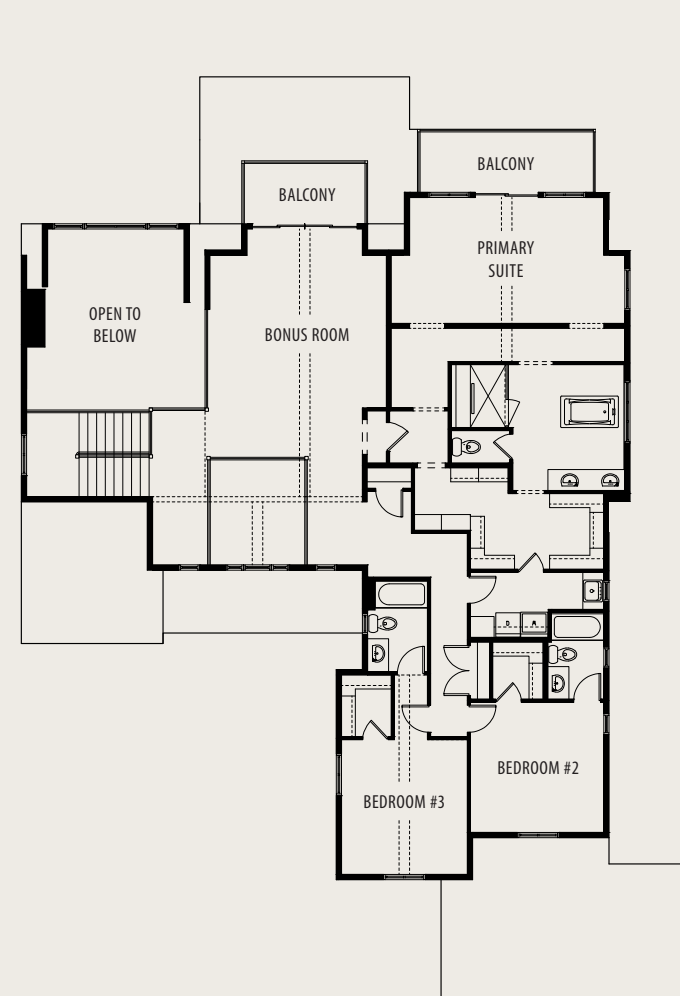 BALCONY
BALCONY
PRIMARY
SUITE
OPEN TO
BELOW
BONUS ROOM
BEDROOM #2
BEDROOM #3